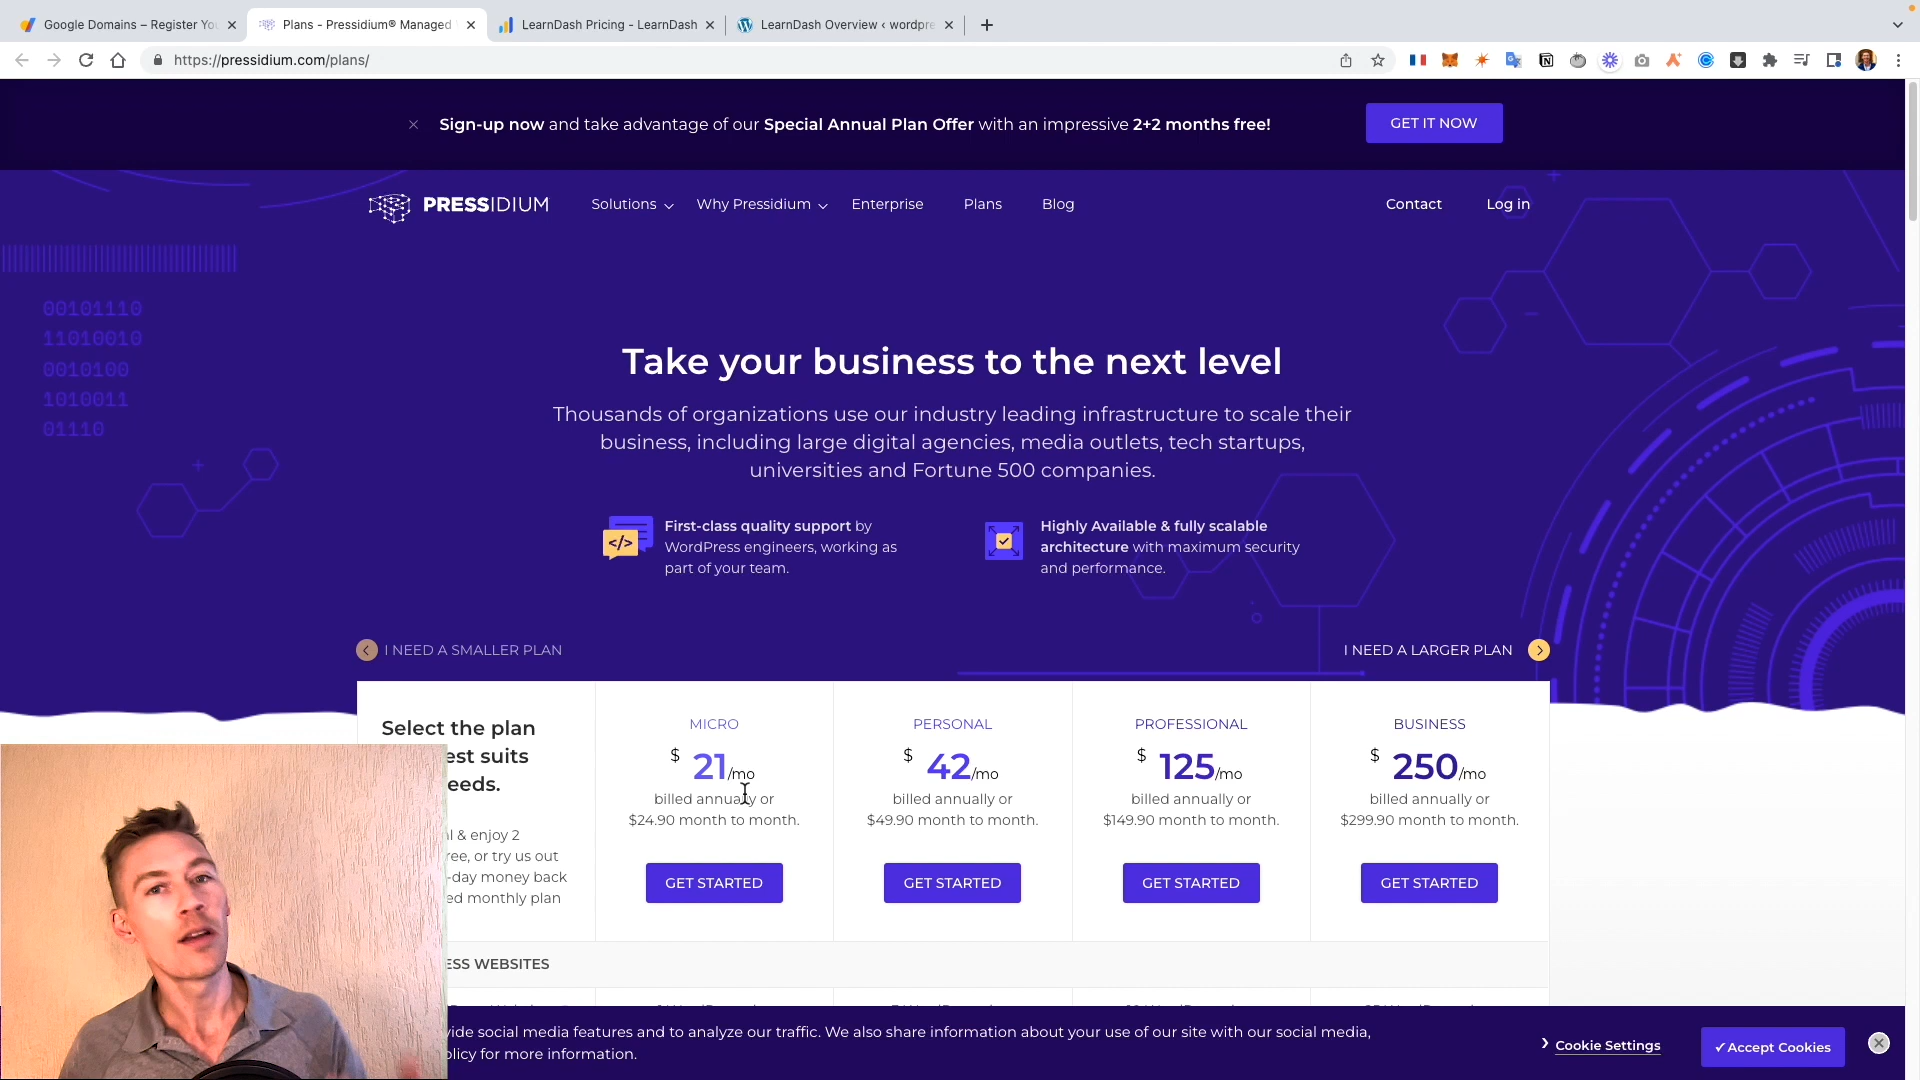 Google Domains – Register Yo
Plans - Pressidium® Managed
LearnDash Pricing - LearnDash
LearnDash Overview ‹ wordpre
https://pressidium.com/plans/
Sign-up now and take advantage of our Special Annual Plan Offer with an impressive 2+2 months free!
GET IT NOW
PRESSIDIUM
Solutions
Why Pressidium
Enterprise
Plans
Blog
Contact
Log in
00101110
11010010
0010100
1010011
01110
Take your business to the next level
Thousands of organizations use our industry leading infrastructure to scale their
business, including large digital agencies, media outlets, tech startups,
universities and Fortune 500 companies.
First-class quality support by
WordPress engineers, working as
part of your team.
Highly Available & fully scalable
architecture with maximum security
and performance.
I NEED A SMALLER PLAN
I NEED A LARGER PLAN
Select the plan
est suits
eeds.
l & enjoy 2
ree, or try us out
-day money back
ed monthly plan
MICRO
$ 21/mo
billed annually or
$24.90 month to month.
GET STARTED
PERSONAL
$ 42/mo
billed annually or
$49.90 month to month.
GET STARTED
PROFESSIONAL
$ 125/mo
billed annually or
$149.90 month to month.
GET STARTED
BUSINESS
$ 250/mo
billed annually or
$299.90 month to month.
GET STARTED
ESS WEBSITES
vide social media features and to analyze our traffic. We also share information about your use of our site with our social media,
olicy for more information.
Cookie Settings
✓Accept Cookies